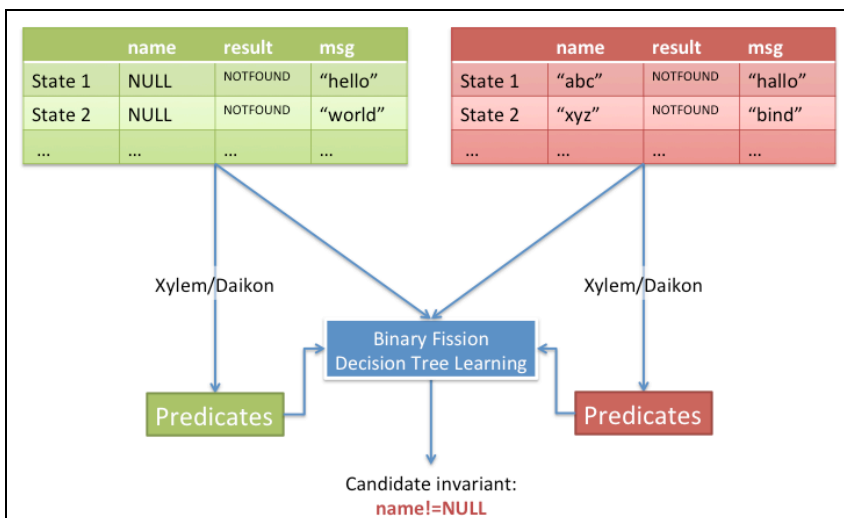 name result msg
State 1 NULL NOTFOUND “hello”
State 2 NULL NOTFOUND “world”
... ... ... ...
name result msg
State 1 “abc” NOTFOUND “hallo”
State 2 “xyz” NOTFOUND “bind”
... ... ... ...
Xylem/Daikon
Xylem/Daikon
Binary Fission
Decision Tree Learning
Predicates
Predicates
Candidate invariant:
name!=NULL